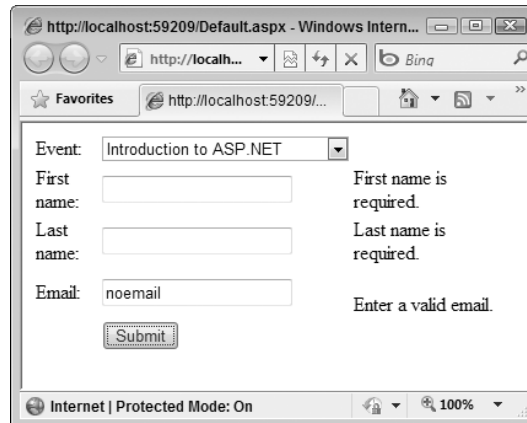 http://localhost:59209/Default.aspx - Windows Intern...
http://localh...
Bing
Favorites
http://localhost:59209/...
Event:
Introduction to ASP.NET
First name:
First name is
required.
Last name:
Last name is
required.
Email:
noemail
Enter a valid email.
Submit
Internet | Protected Mode: On
100%